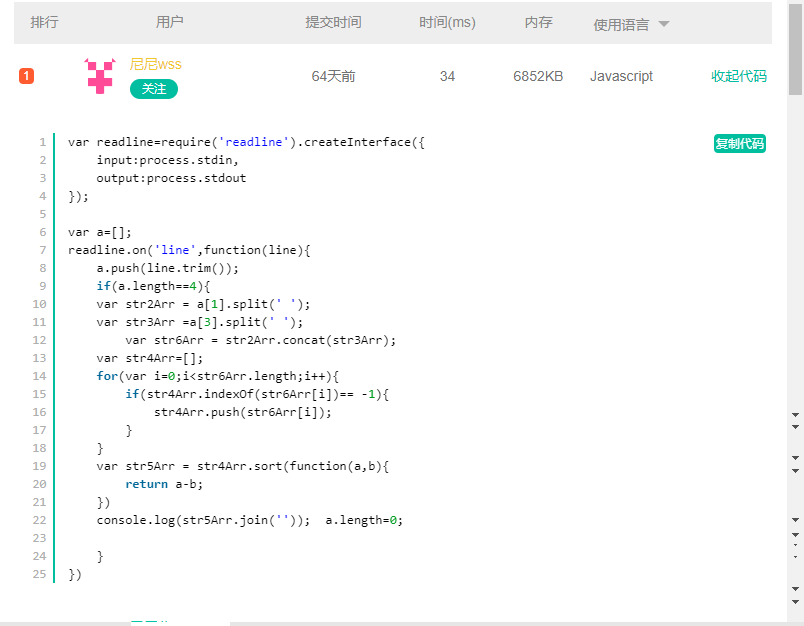 排行 用户 提交时间 时间(ms) 内存 使用语言
1 尼尼wss 64天前 34 6852KB Javascript 收起代码
关注
复制代码
1 var readline=require('readline').createInterface({
2     input:process.stdin,
3     output:process.stdout
4 });
5
6 var a=[];
7 readline.on('line',function(line){
8     a.push(line.trim());
9     if(a.length==4){
10     var str2Arr = a[1].split(' ');
11     var str3Arr =a[3].split(' ');
12         var str6Arr = str2Arr.concat(str3Arr);
13     var str4Arr=[];
14     for(var i=0;i<str6Arr.length;i++){
15         if(str4Arr.indexOf(str6Arr[i])== -1){
16             str4Arr.push(str6Arr[i]);
17         }
18     }
19     var str5Arr = str4Arr.sort(function(a,b){
20         return a-b;
21     })
22     console.log(str5Arr.join(''));  a.length=0;
23
24     }
25 })